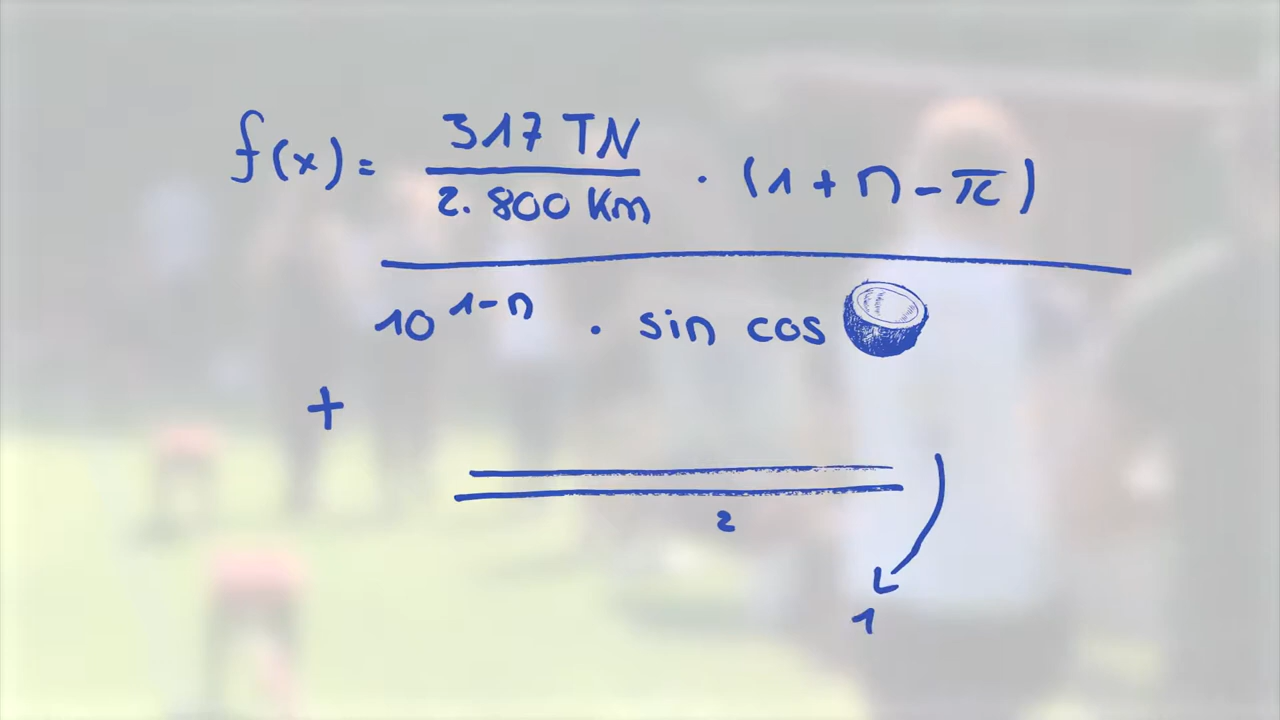 f(x) = 317 TN / 2.800 Km · (1 + n - π)
10^(1-n) · sin cos
+
2
1